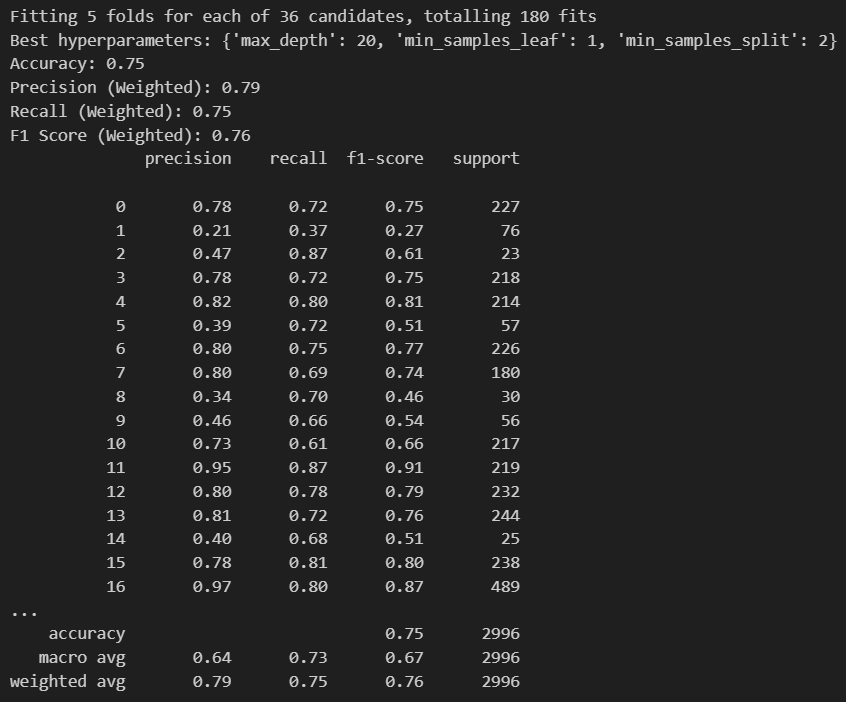 Fitting 5 folds for each of 36 candidates, totalling 180 fits
Best hyperparameters: {'max_depth': 20, 'min_samples_leaf': 1, 'min_samples_split': 2}
Accuracy: 0.75
Precision (Weighted): 0.79
Recall (Weighted): 0.75
F1 Score (Weighted): 0.76
              precision    recall  f1-score   support

           0       0.78      0.72      0.75       227
           1       0.21      0.37      0.27        76
           2       0.47      0.87      0.61        23
           3       0.78      0.72      0.75       218
           4       0.82      0.80      0.81       214
           5       0.39      0.72      0.51        57
           6       0.80      0.75      0.77       226
           7       0.80      0.69      0.74       180
           8       0.34      0.70      0.46        30
           9       0.46      0.66      0.54        56
          10       0.73      0.61      0.66       217
          11       0.95      0.87      0.91       219
          12       0.80      0.78      0.79       232
          13       0.81      0.72      0.76       244
          14       0.40      0.68      0.51        25
          15       0.78      0.81      0.80       238
          16       0.97      0.80      0.87       489
...
    accuracy                           0.75      2996
   macro avg       0.64      0.73      0.67      2996
weighted avg       0.79      0.75      0.76      2996